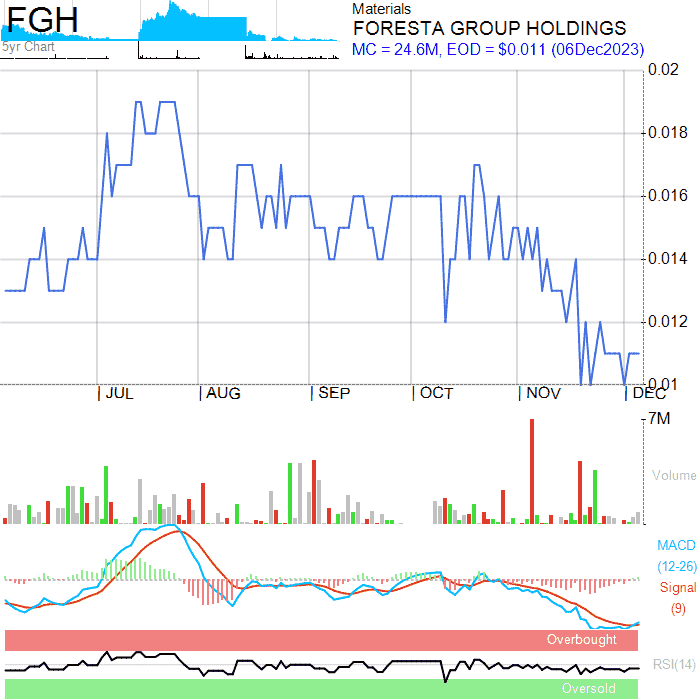 FGH
5yr Chart
Materials
FORESTA GROUP HOLDINGS
MC = 24.6M, EOD = $0.011 (06Dec2023)
0.02
0.018
0.016
0.014
0.012
0.01
JUL
AUG
SEP
OCT
NOV
DEC
7M
Volume
MACD
(12-26)
Signal
(9)
Overbought
RSI(14)
Oversold